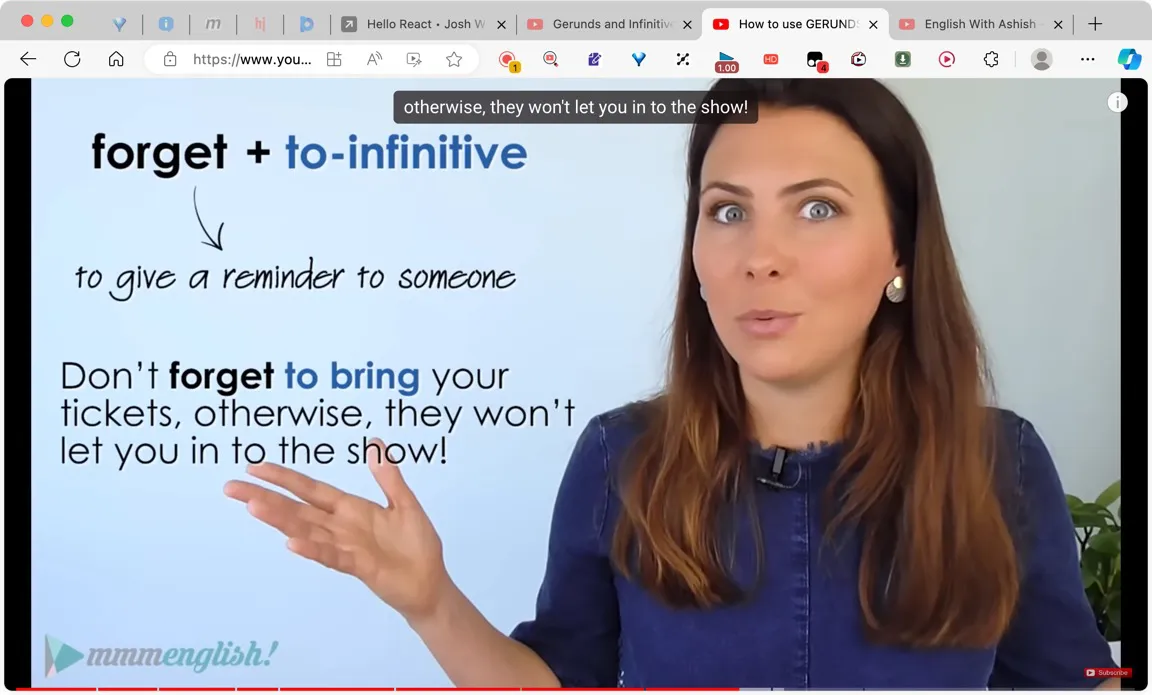 m
hj
Hello React • Josh W
Gerunds and Infinitiv
How to use GERUND
English With Ashish
https://www.you...
A
1
1.00
HD
4
otherwise, they won't let you in to the show!
i
forget + to-infinitive
to give a reminder to someone
Don't forget to bring your
tickets, otherwise, they won't
let you in to the show!
mmmenglish!
Subscribe